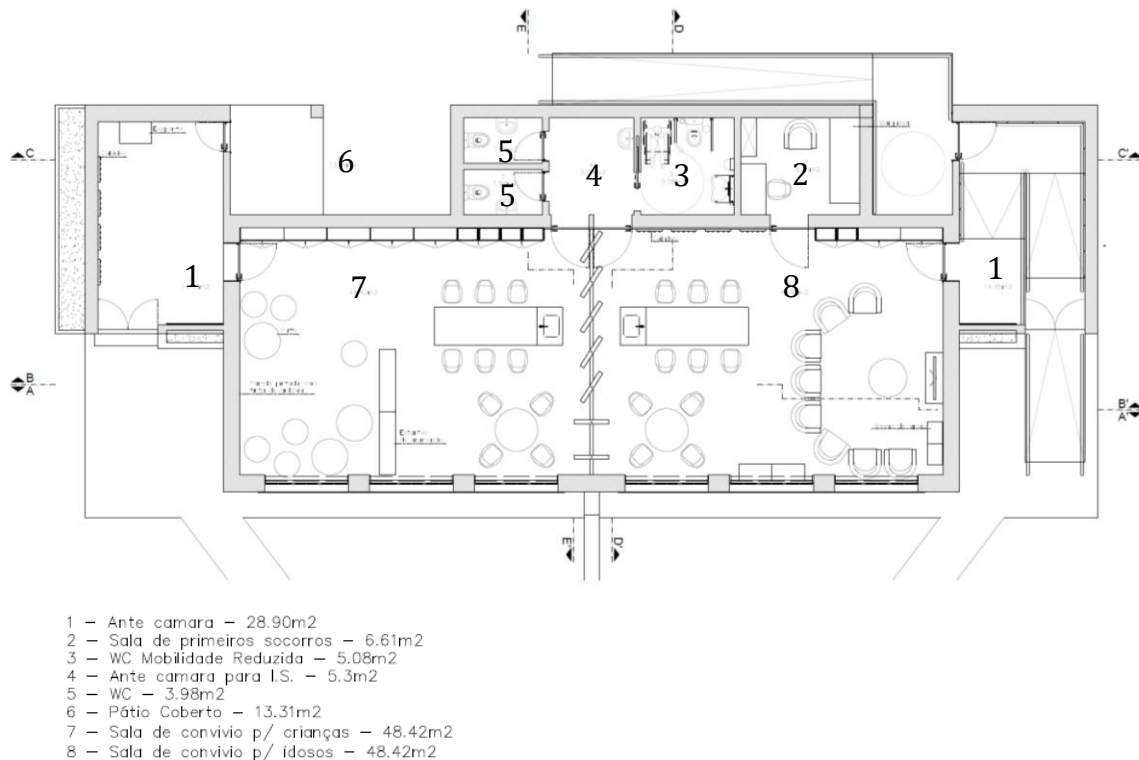 E
D
C
C'
6
5
5
4
3
2
1
7
8
1
B
A
B'
A'
E'
D'
1 – Ante camara – 28.90m2
2 – Sala de primeiros socorros – 6.61m2
3 – WC Mobilidade Reduzida – 5.08m2
4 – Ante camara para I.S. – 5.3m2
5 – WC – 3.98m2
6 – Pátio Coberto – 13.31m2
7 – Sala de convivio p/ crianças – 48.42m2
8 – Sala de convivio p/ idosos – 48.42m2